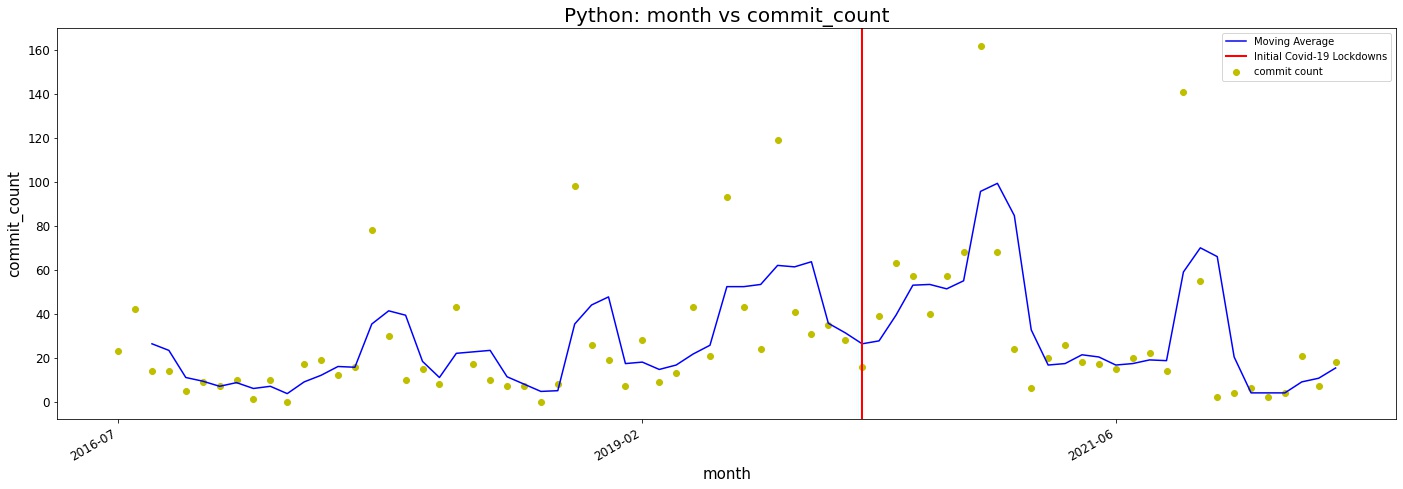 Python: month vs commit_count
Moving Average
Initial Covid-19 Lockdowns
commit count
commit_count
160
140
120
100
80
60
40
20
0
2016-07
2019-02
2021-06
month